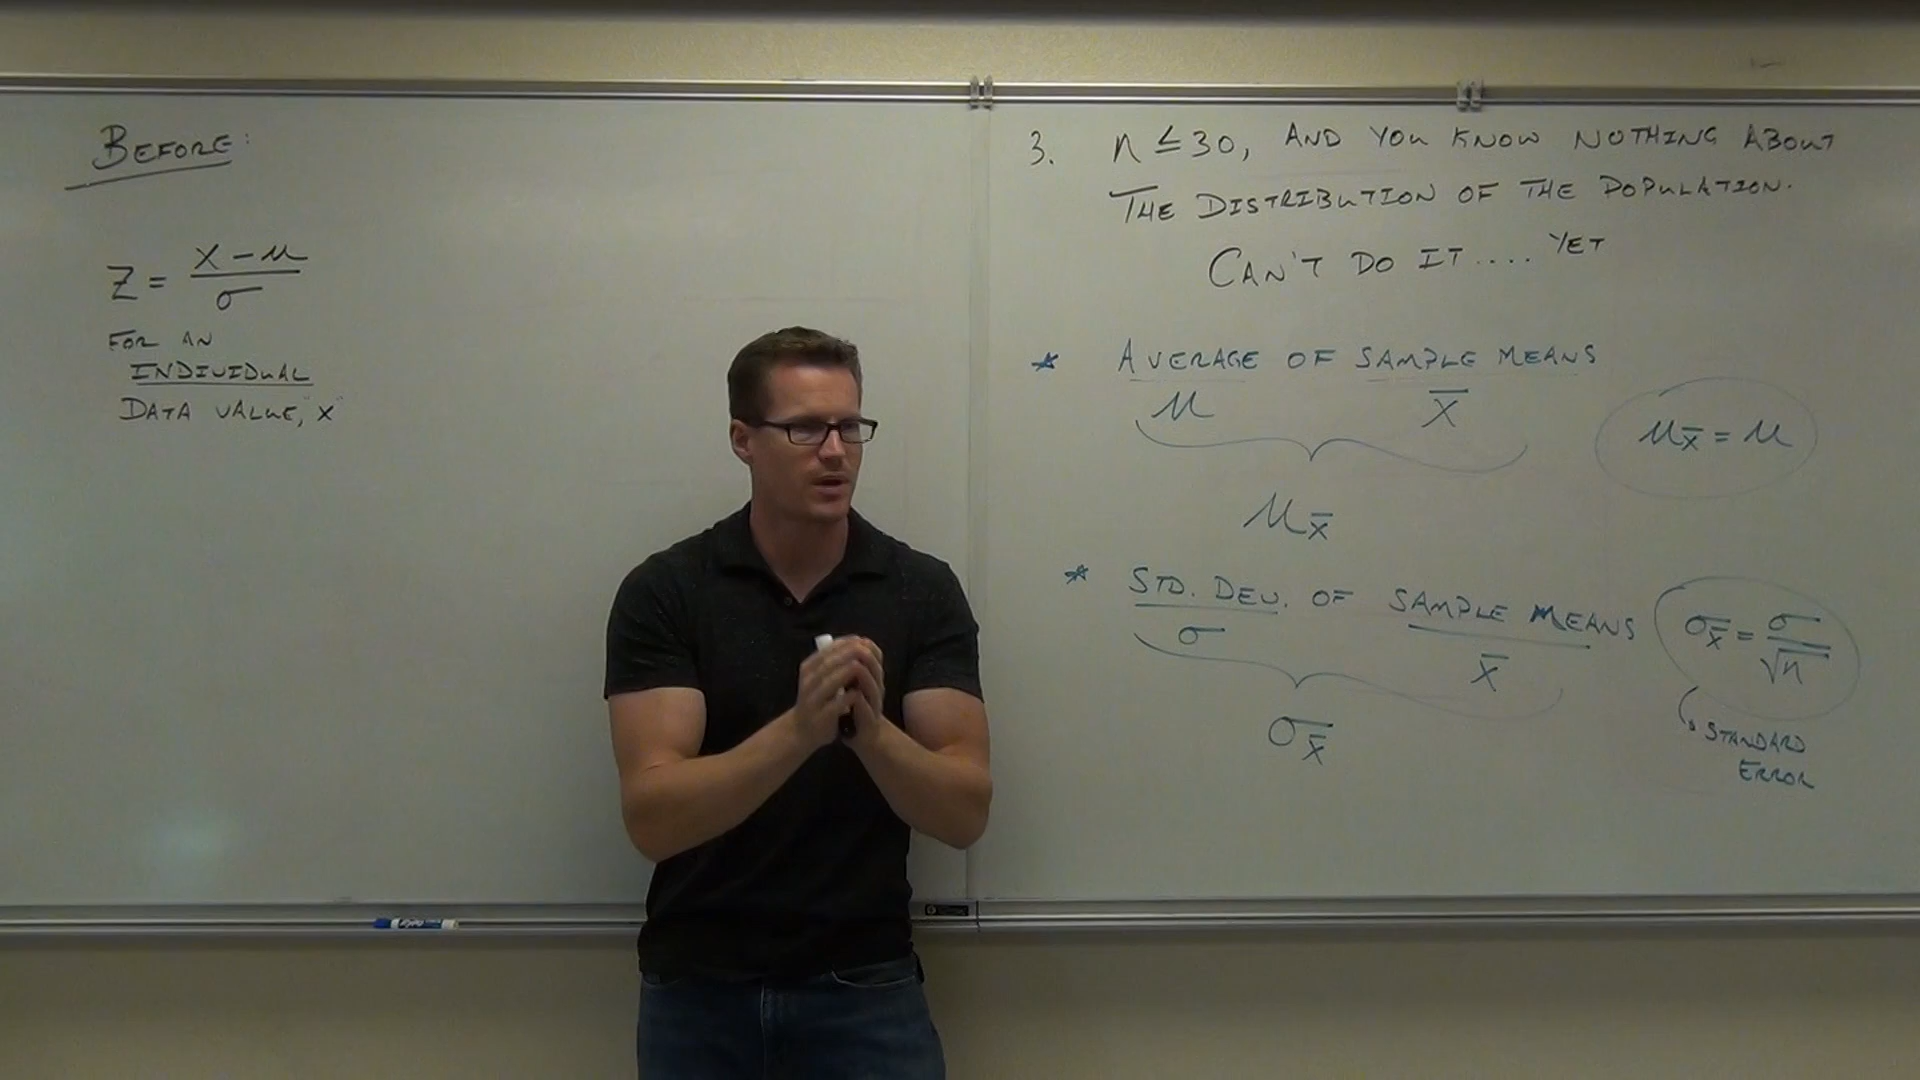 BEFORE:
Z = (x - μ) / σ
FOR AN
INDIVIDUAL
DATA VALUE, "X"
3. n ≤ 30, AND YOU KNOW NOTHING ABOUT
THE DISTRIBUTION OF THE POPULATION.
CAN'T DO IT .... YET
* AVERAGE OF SAMPLE MEANS
μ x̄
μx̄ = μ
μx̄
* STD. DEV. OF SAMPLE MEANS
σ x̄
σx̄ = σ / √n
σx̄
STANDARD
ERROR